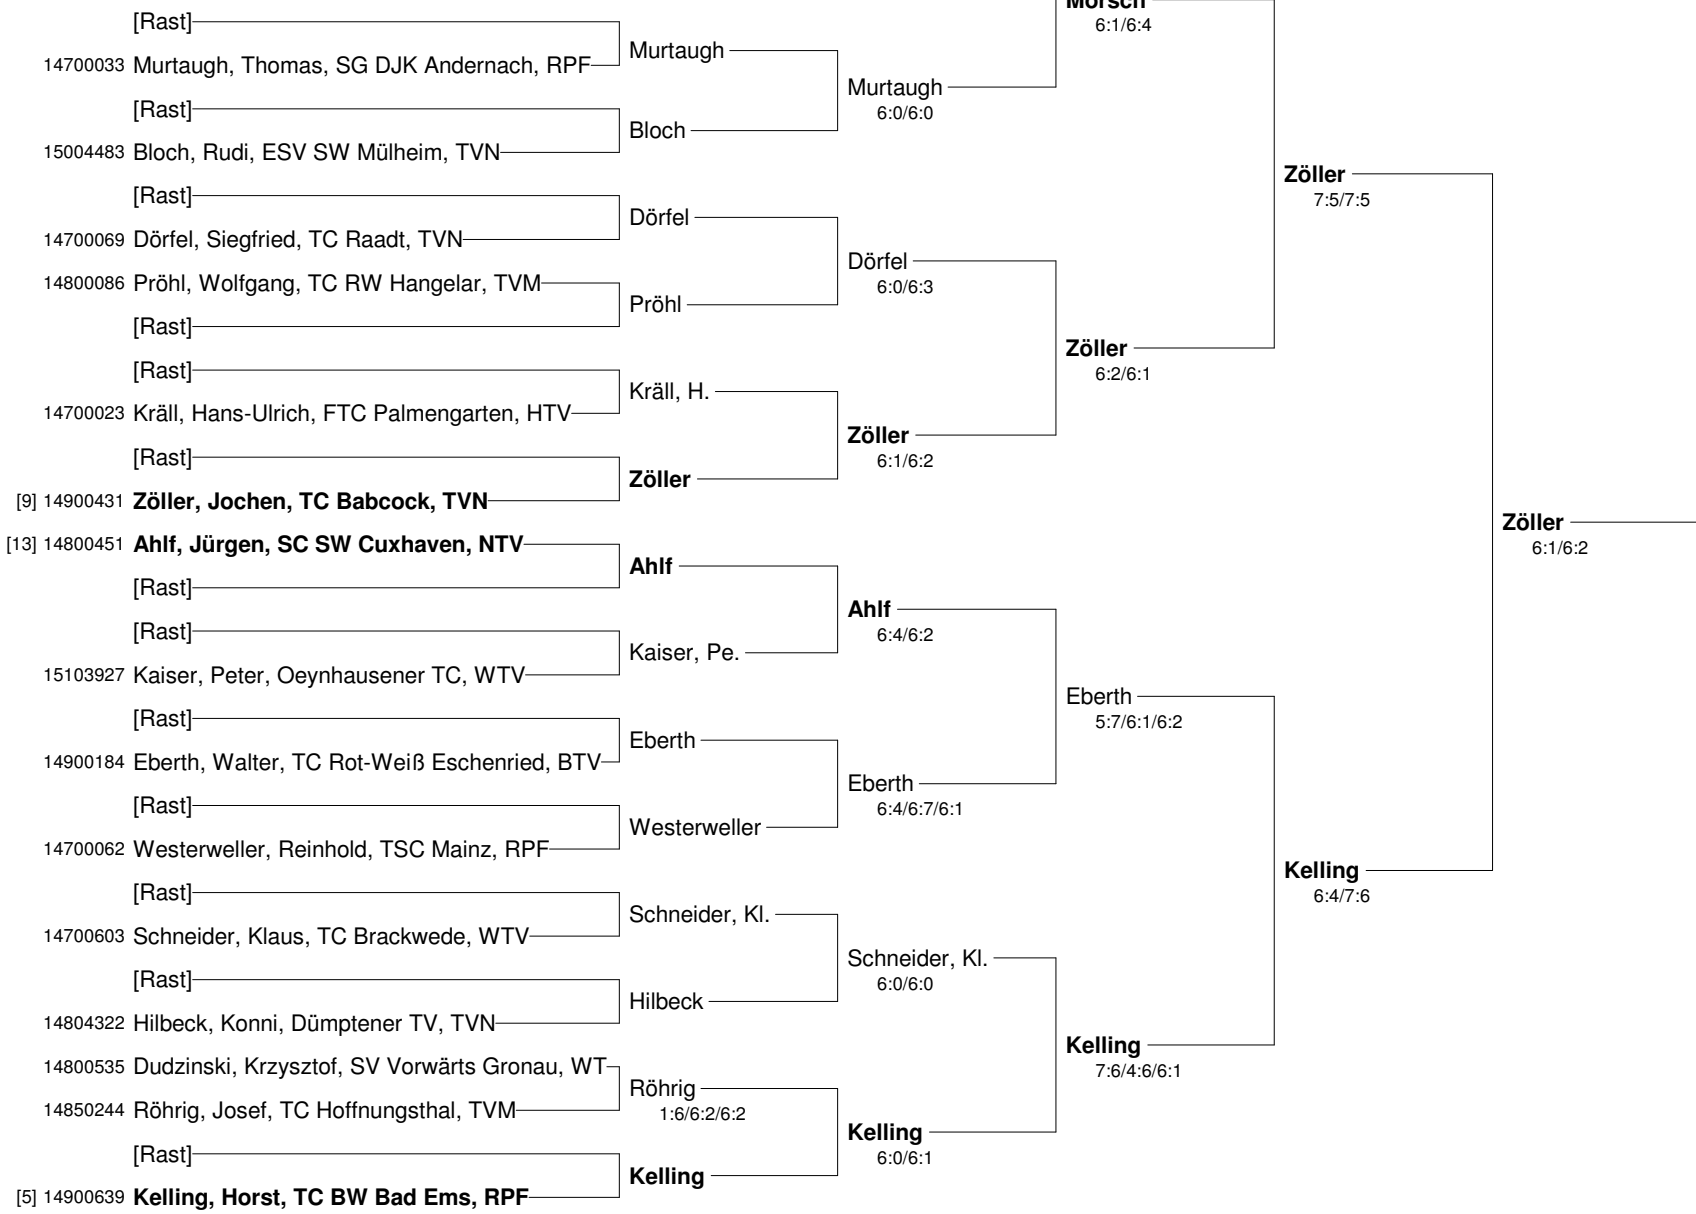 Morsch
6:1/6:4
[Rast]
Murtaugh
14700033 Murtaugh, Thomas, SG DJK Andernach, RPF
Murtaugh
6:0/6:0
[Rast]
Bloch
15004483 Bloch, Rudi, ESV SW Mülheim, TVN
Zöller
7:5/7:5
[Rast]
Dörfel
14700069 Dörfel, Siegfried, TC Raadt, TVN
Dörfel
6:0/6:3
14800086 Pröhl, Wolfgang, TC RW Hangelar, TVM
Pröhl
[Rast]
Zöller
6:2/6:1
[Rast]
Kräll, H.
14700023 Kräll, Hans-Ulrich, FTC Palmengarten, HTV
Zöller
6:1/6:2
[Rast]
Zöller
[9] 14900431 Zöller, Jochen, TC Babcock, TVN
Zöller
6:1/6:2
[13] 14800451 Ahlf, Jürgen, SC SW Cuxhaven, NTV
Ahlf
[Rast]
Ahlf
6:4/6:2
[Rast]
Kaiser, Pe.
15103927 Kaiser, Peter, Oeynhausener TC, WTV
Eberth
5:7/6:1/6:2
[Rast]
Eberth
14900184 Eberth, Walter, TC Rot-Weiß Eschenried, BTV
Eberth
6:4/6:7/6:1
[Rast]
Westerweller
14700062 Westerweller, Reinhold, TSC Mainz, RPF
Kelling
6:4/7:6
[Rast]
Schneider, Kl.
14700603 Schneider, Klaus, TC Brackwede, WTV
Schneider, Kl.
6:0/6:0
[Rast]
Hilbeck
14804322 Hilbeck, Konni, Dümptener TV, TVN
Kelling
7:6/4:6/6:1
14800535 Dudzinski, Krzysztof, SV Vorwärts Gronau, WT
Röhrig
1:6/6:2/6:2
14850244 Röhrig, Josef, TC Hoffnungsthal, TVM
Kelling
6:0/6:1
[Rast]
Kelling
[5] 14900639 Kelling, Horst, TC BW Bad Ems, RPF